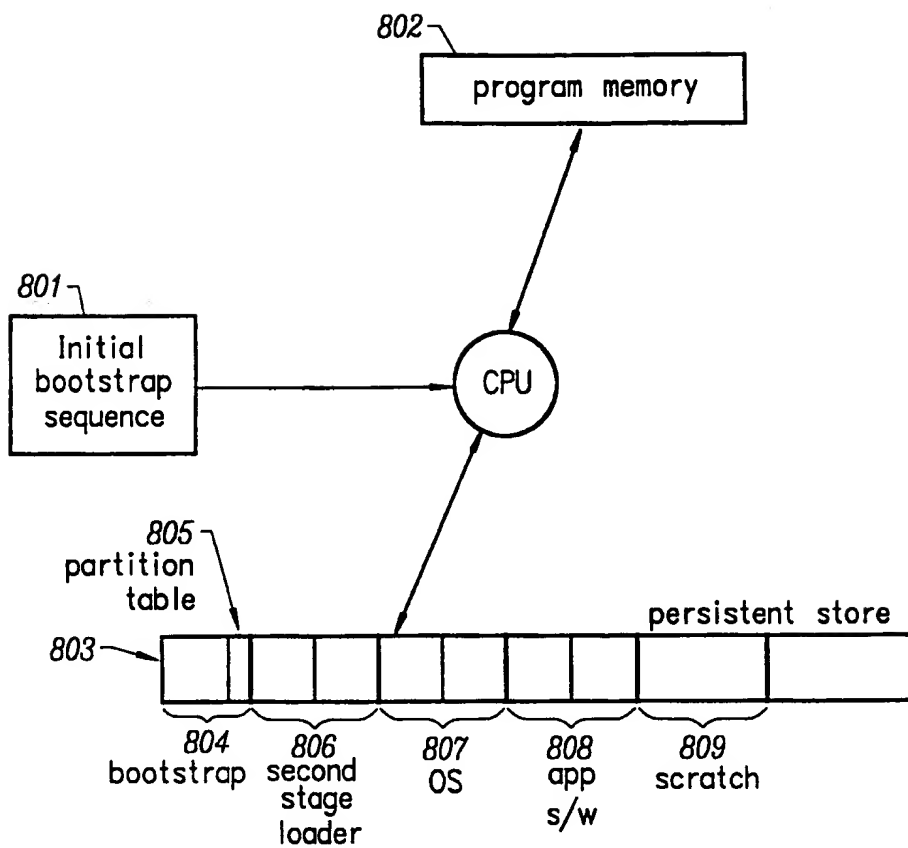 802
program memory
801
Initial
bootstrap
sequence
CPU
805
partition
table
persistent store
803
804
bootstrap
806
second
stage
loader
807
OS
808
app
s/w
809
scratch